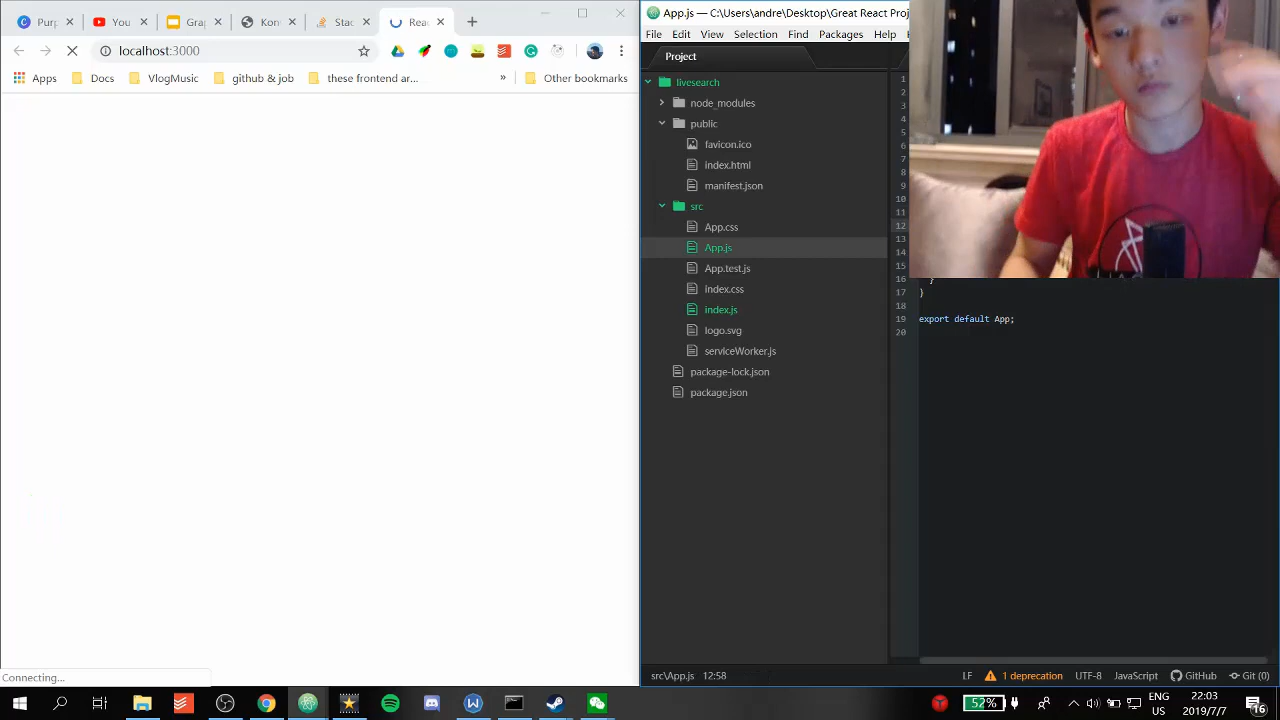 Purp
You
Grap
Kon
Stac
Reac
localhost:3000
Apps
Docs
VlogMusic
github & job
these frontend ar...
»
Other bookmarks
Connecting...
App.js — C:\Users\andre\Desktop\Great React Proj
File Edit View Selection Find Packages Help
Project
livesearch
node_modules
public
favicon.ico
index.html
manifest.json
src
App.css
App.js
App.test.js
index.css
index.js
logo.svg
serviceWorker.js
package-lock.json
package.json
1
2
3
4
5
6
7
8
9
10
11
12
13
14
15
16 }
17 }
18
19 export default App;
20
src\App.js 12:58
LF 1 deprecation UTF-8 JavaScript GitHub Git (0)
52%
ENG
US
22:03
2019/7/7
16